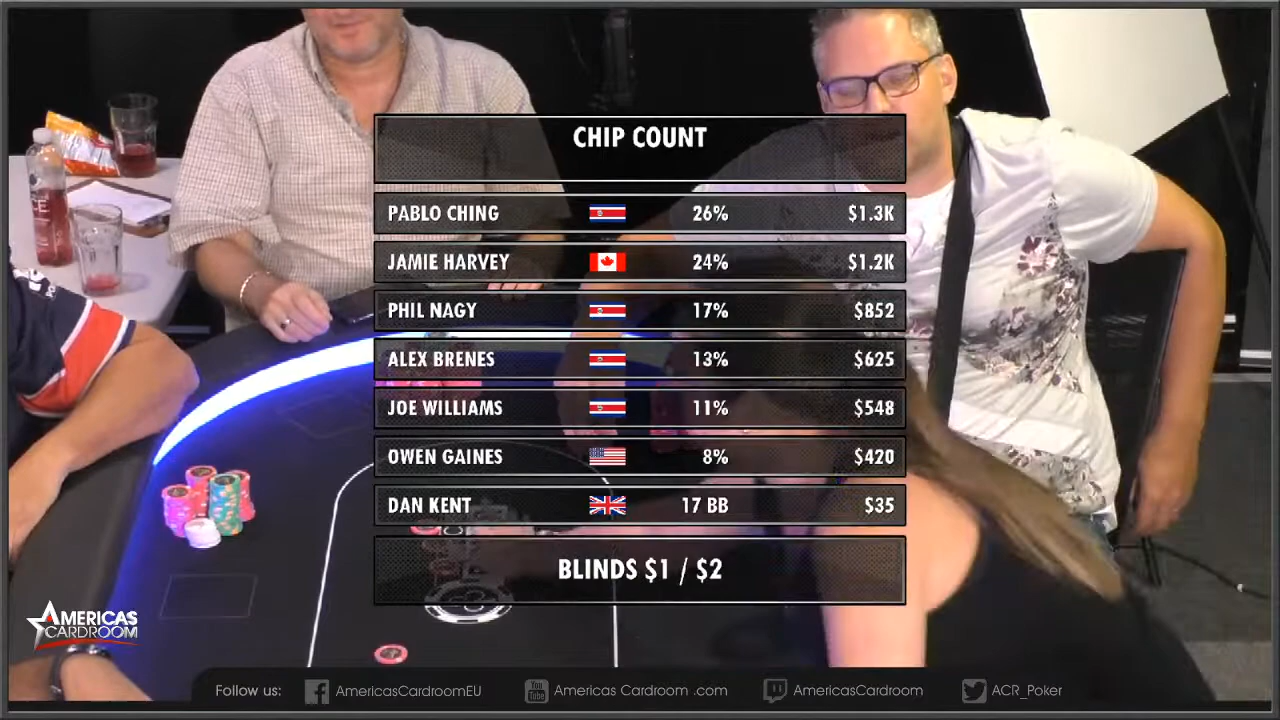 CHIP COUNT
PABLO CHING 26% $1.3K
JAMIE HARVEY 24% $1.2K
PHIL NAGY 17% $852
ALEX BRENES 13% $625
JOE WILLIAMS 11% $548
OWEN GAINES 8% $420
DAN KENT 17 BB $35
BLINDS $1 / $2
AMERICAS
CARDROOM
Follow us: AmericasCardroomEU You Tube Americas Cardroom .com AmericasCardroom ACR_Poker